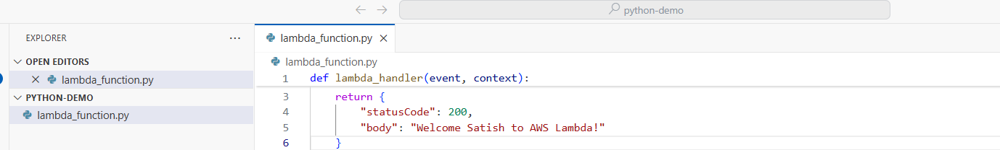 python-demo
EXPLORER
lambda_function.py
OPEN EDITORS
lambda_function.py
PYTHON-DEMO
lambda_function.py
lambda_function.py
1 def lambda_handler(event, context):
3 return {
4 "statusCode": 200,
5 "body": "Welcome Satish to AWS Lambda!"
6 }